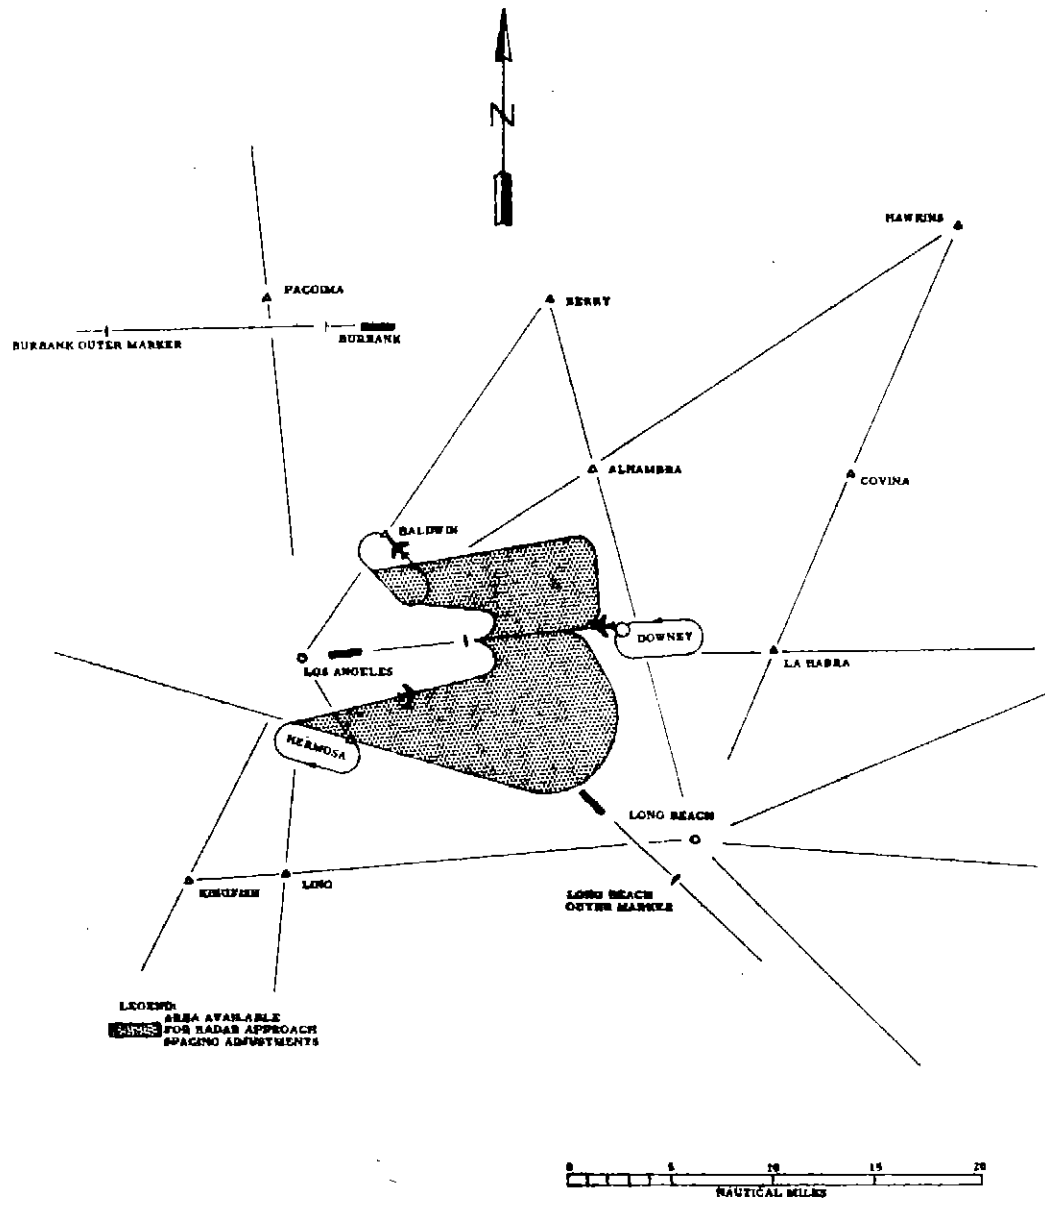 N
HAWKINS
PACOIMA
BERRY
BURBANK OUTER MARKER
BURBANK
ALHAMBRA
COVINA
BALDWIN
DOWNEY
LOS ANGELES
LA HABRA
HERMOSA
LONG BEACH
KINGFISH
LINO
LONG BEACH
OUTER MARKER
LEGEND:
AREA AVAILABLE
FOR RADAR APPROACH
SPACING ADJUSTMENTS
0 5 10 15 20
NAUTICAL MILES